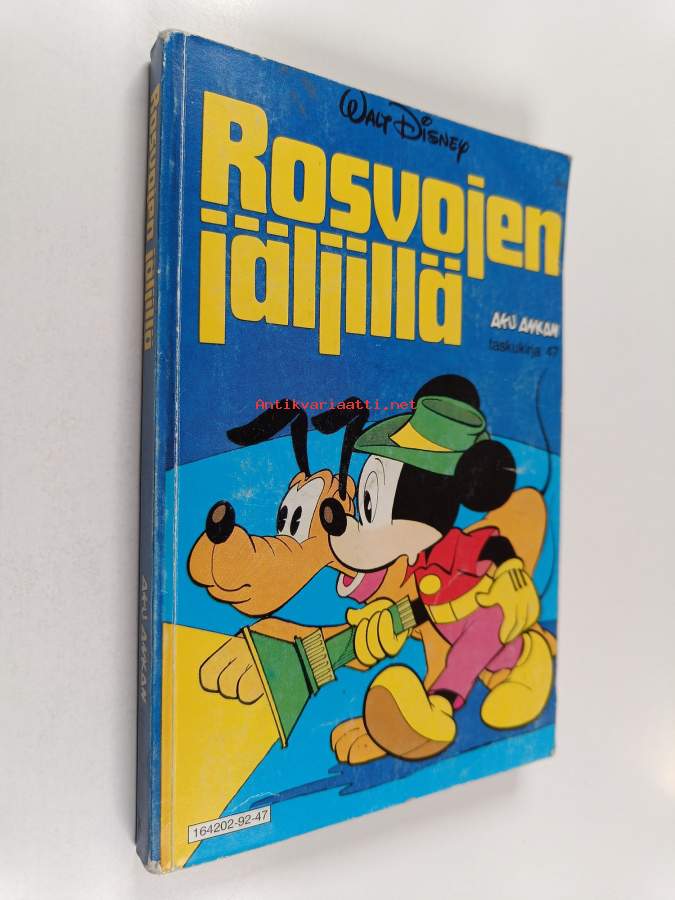 WALT DISNEY
Rosvojen
jäljillä
AKU ANKAN
taskukirja 47
Antikvariaatti.net
164202-92-47
Rosvojen jäljillä
AKU ANKAN